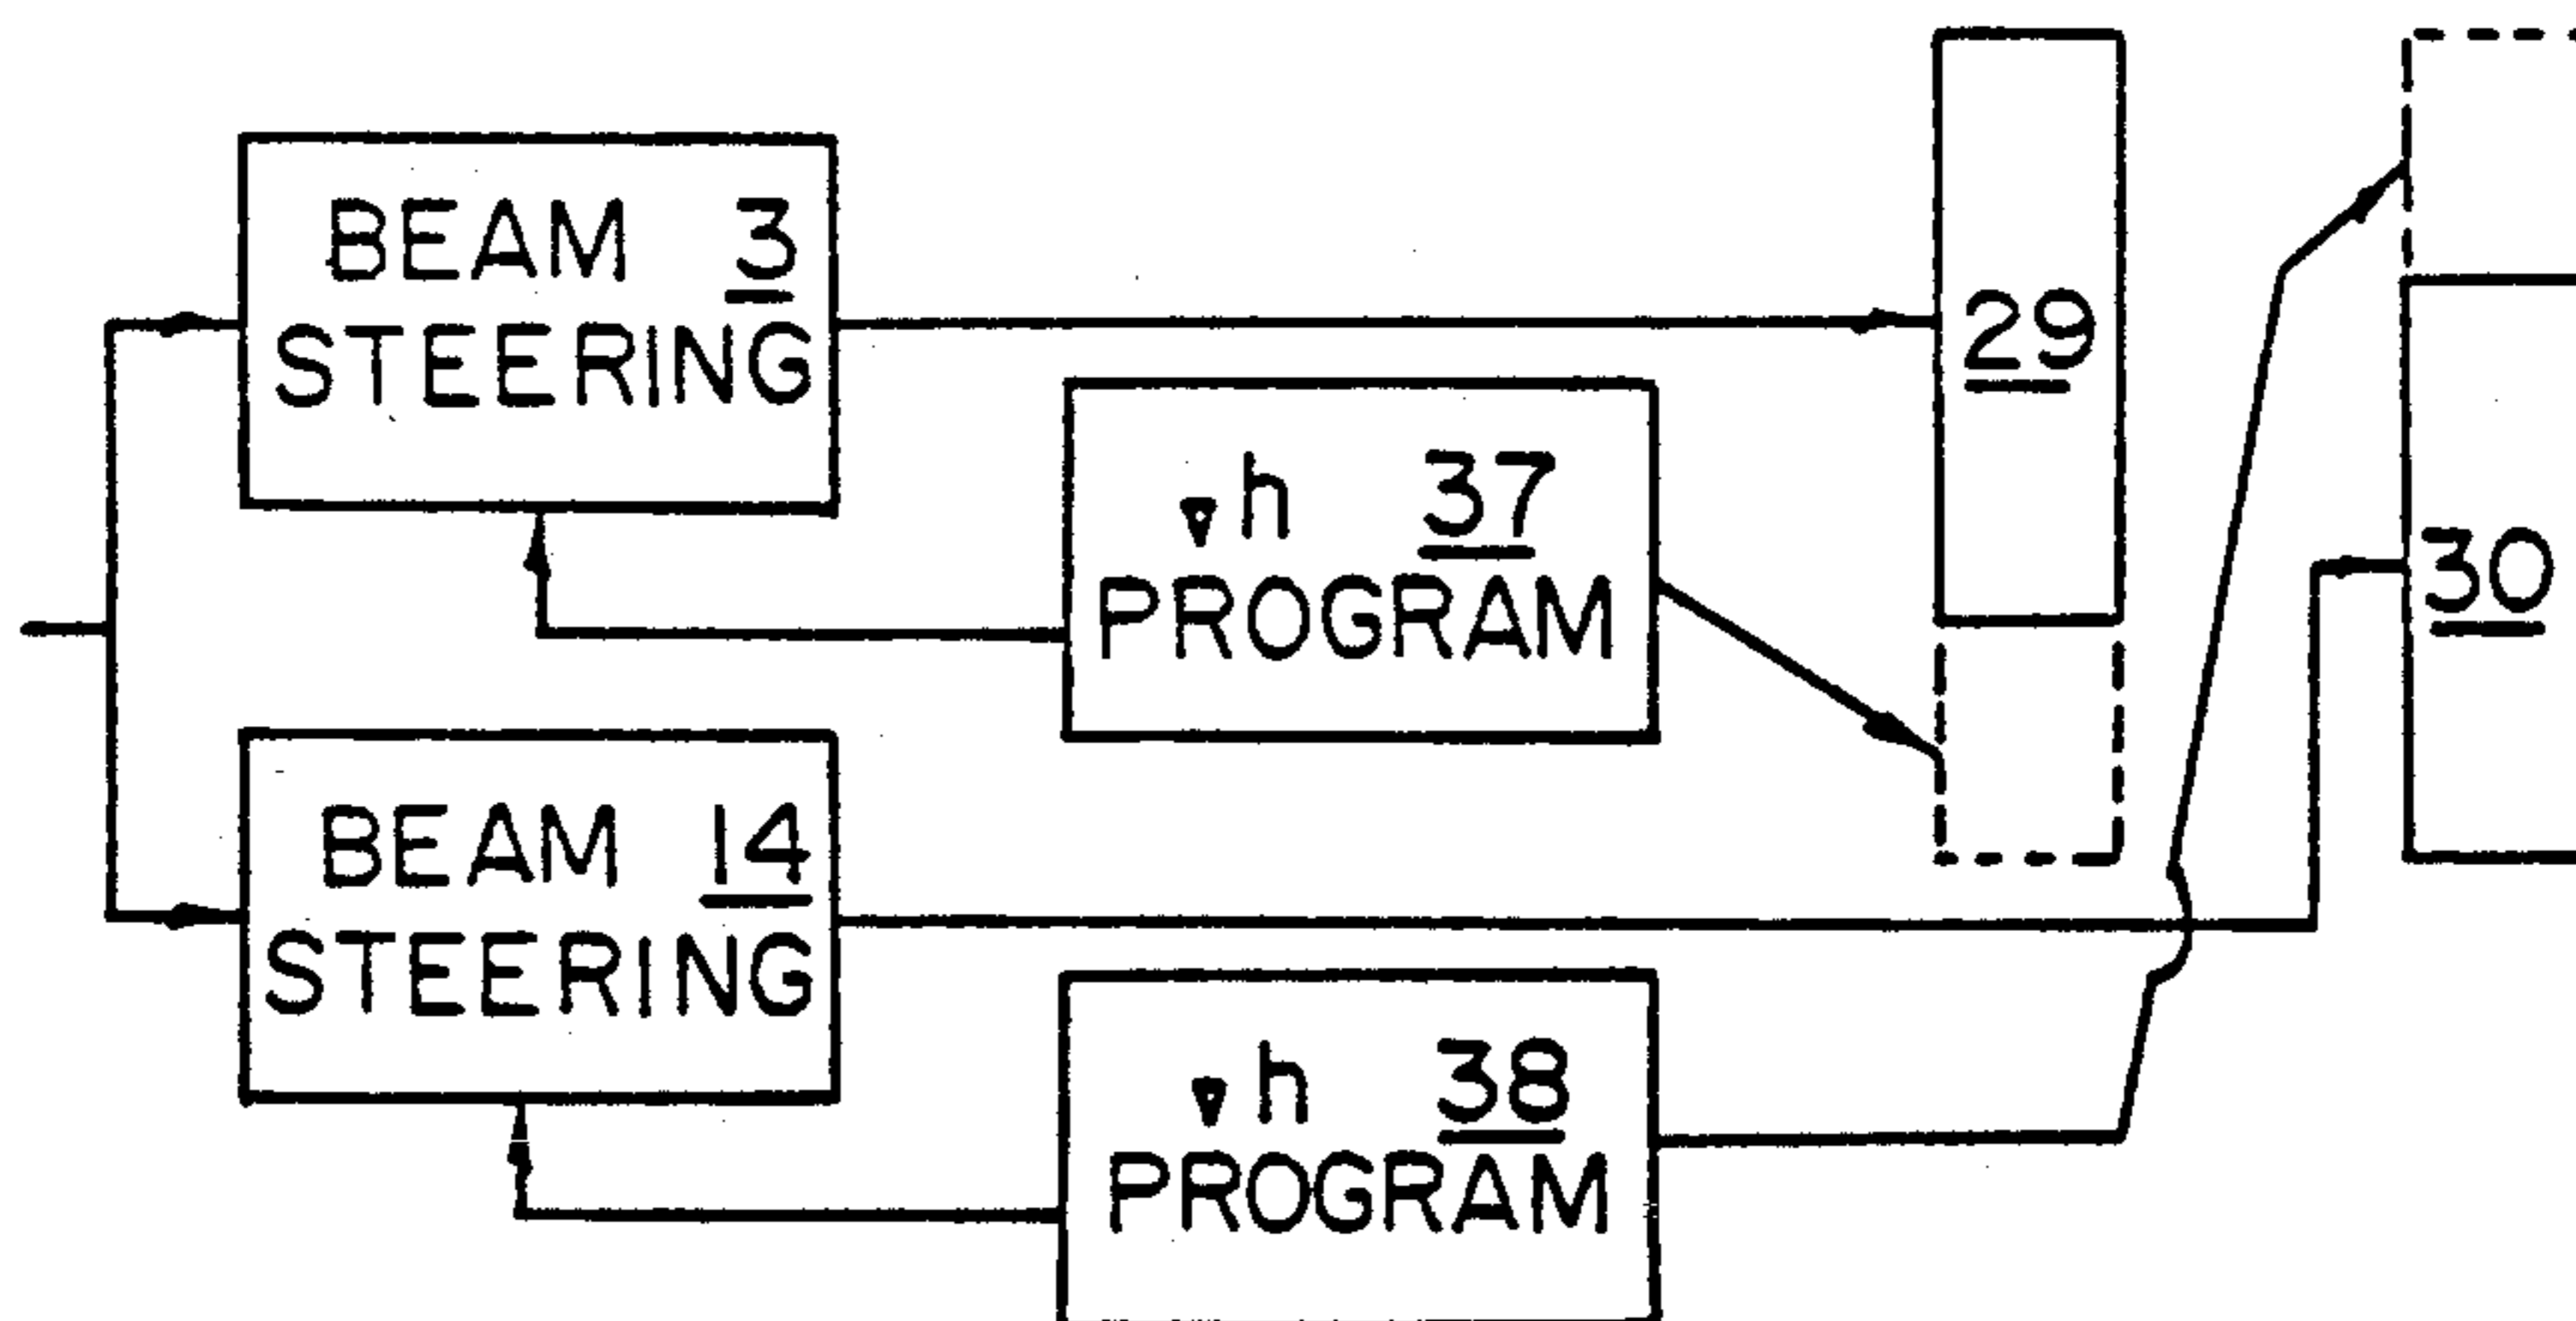 BEAM 3
STEERING
29
▽h 37
PROGRAM
30
BEAM 14
STEERING
▽h 38
PROGRAM